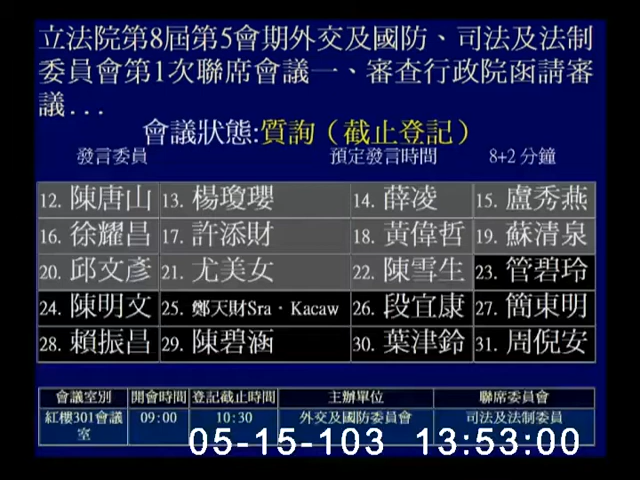 立法院第8屆第5會期外交及國防、司法及法制
委員會第1次聯席會議一、審查行政院函請審
議...
會議狀態:質詢（截止登記）
發言委員 預定發言時間 8+2 分鐘
12. 陳唐山 13. 楊瓊瓔 14. 薛凌 15. 盧秀燕
16. 徐耀昌 17. 許添財 18. 黃偉哲 19. 蘇清泉
20. 邱文彥 21. 尤美女 22. 陳雪生 23. 管碧玲
24. 陳明文 25. 鄭天財Sra．Kacaw 26. 段宜康 27. 簡東明
28. 賴振昌 29. 陳碧涵 30. 葉津鈴 31. 周倪安
會議室別 開會時間 登記截止時間 主辦單位 聯席委員會
紅樓301會議 09:00 10:30 外交及國防委員會 司法及法制委員
室
05-15-103 13:53:00